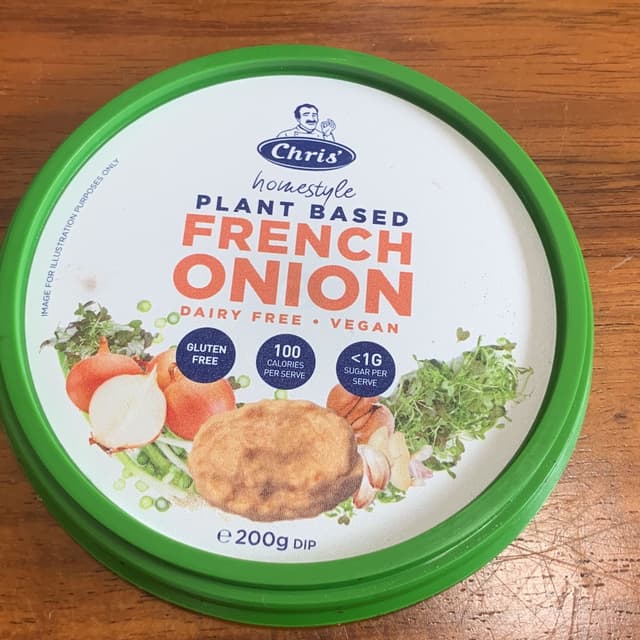 Chris'
homestyle
PLANT BASED
FRENCH
ONION
DAIRY FREE • VEGAN
GLUTEN
FREE
100
CALORIES
PER SERVE
<1G
SUGAR PER
SERVE
℮ 200g DIP
IMAGE FOR ILLUSTRATION PURPOSES ONLY